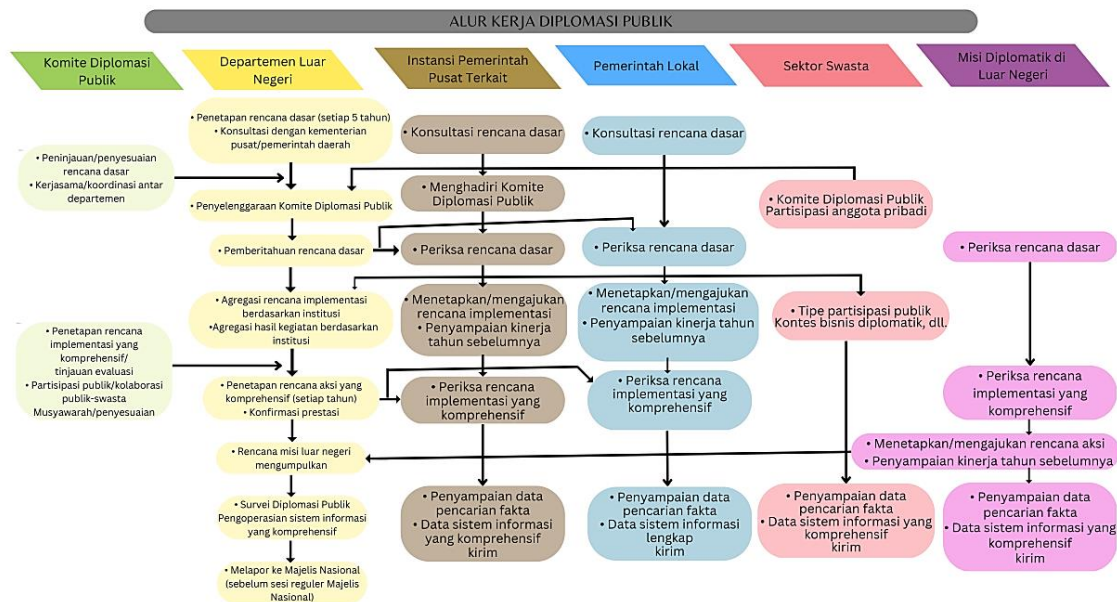 ALUR KERJA DIPLOMASI PUBLIK
Komite Diplomasi
Publik
Departemen Luar
Negeri
Instansi Pemerintah
Pusat Terkait
Pemerintah Lokal
Sektor Swasta
Misi Diplomatik di
Luar Negeri
• Peninjauan/penyesuaian
rencana dasar
• Kerjasama/koordinasi antar
departemen
• Penetapan rencana
implementasi yang
komprehensif/
tinjauan evaluasi
• Partisipasi publik/kolaborasi
publik-swasta
Musyawarah/penyesuaian
• Penetapan rencana dasar (setiap 5 tahun)
• Konsultasi dengan kementerian
pusat/pemerintah daerah
• Penyelenggaraan Komite Diplomasi Publik
• Pemberitahuan rencana dasar
• Agregasi rencana implementasi
berdasarkan institusi
• Agregasi hasil kegiatan berdasarkan
institusi
• Penetapan rencana aksi yang
komprehensif (setiap tahun)
• Konfirmasi prestasi
• Rencana misi luar negeri
mengumpulkan
• Survei Diplomasi Publik
Pengoperasian sistem informasi
yang komprehensif
• Melapor ke Majelis Nasional
(sebelum sesi reguler Majelis
Nasional)
• Konsultasi rencana dasar
• Menghadiri Komite
Diplomasi Publik
• Periksa rencana dasar
• Menetapkan/mengajukan
rencana implementasi
• Penyampaian kinerja tahun
sebelumnya
• Periksa rencana
implementasi yang
komprehensif
• Penyampaian data
pencarian fakta
• Data sistem informasi
yang komprehensif
kirim
• Konsultasi rencana dasar
• Periksa rencana dasar
• Menetapkan/mengajukan
rencana implementasi
• Penyampaian kinerja tahun
sebelumnya
• Periksa rencana
implementasi yang
komprehensif
• Penyampaian data
pencarian fakta
• Data sistem informasi
lengkap
kirim
• Komite Diplomasi Publik
Partisipasi anggota pribadi
• Tipe partisipasi publik
Kontes bisnis diplomatik, dll.
• Penyampaian data
pencarian fakta
• Data sistem informasi yang
komprehensif
kirim
• Periksa rencana dasar
• Periksa rencana
implementasi yang
komprehensif
• Menetapkan/mengajukan rencana aksi
• Penyampaian kinerja tahun sebelumnya
• Penyampaian data
pencarian fakta
• Data sistem informasi yang
komprehensif
kirim